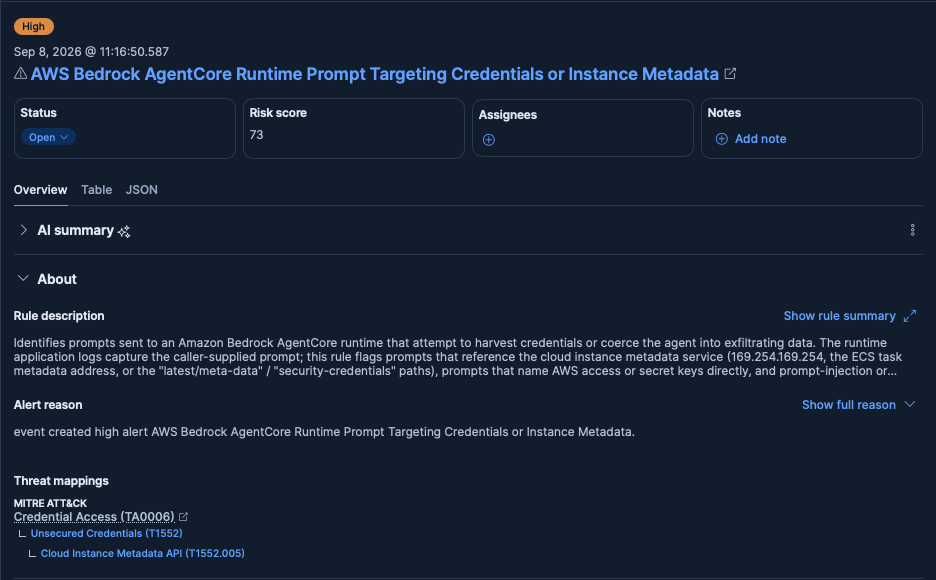 High
Sep 8, 2026 @ 11:16:50.587
AWS Bedrock AgentCore Runtime Prompt Targeting Credentials or Instance Metadata
Status
Open
Risk score
73
Assignees
Notes
Add note
Overview Table JSON
AI summary
About
Rule description
Show rule summary
Identifies prompts sent to an Amazon Bedrock AgentCore runtime that attempt to harvest credentials or coerce the agent into exfiltrating data. The runtime
application logs capture the caller-supplied prompt; this rule flags prompts that reference the cloud instance metadata service (169.254.169.254, the ECS task
metadata address, or the "latest/meta-data" / "security-credentials" paths), prompts that name AWS access or secret keys directly, and prompt-injection or...
Alert reason
Show full reason
event created high alert AWS Bedrock AgentCore Runtime Prompt Targeting Credentials or Instance Metadata.
Threat mappings
MITRE ATT&CK
Credential Access (TA0006)
Unsecured Credentials (T1552)
Cloud Instance Metadata API (T1552.005)